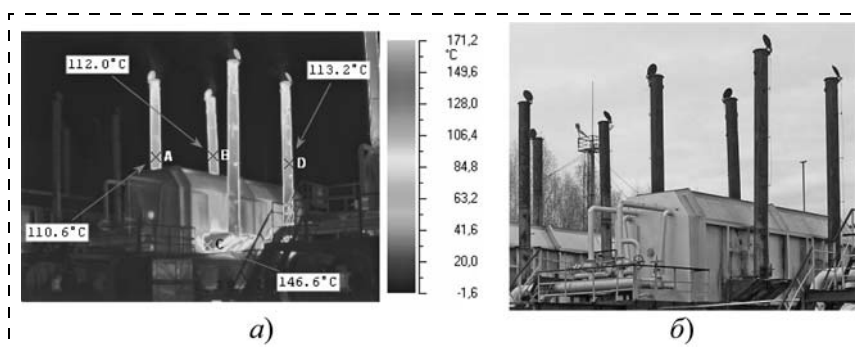 112.0°C
113.2°C
A
B
D
110.6°C
C
146.6°C
171,2
°C
149,6
128,0
106,4
84,8
63,2
41,6
20,0
-1,6
а)
б)